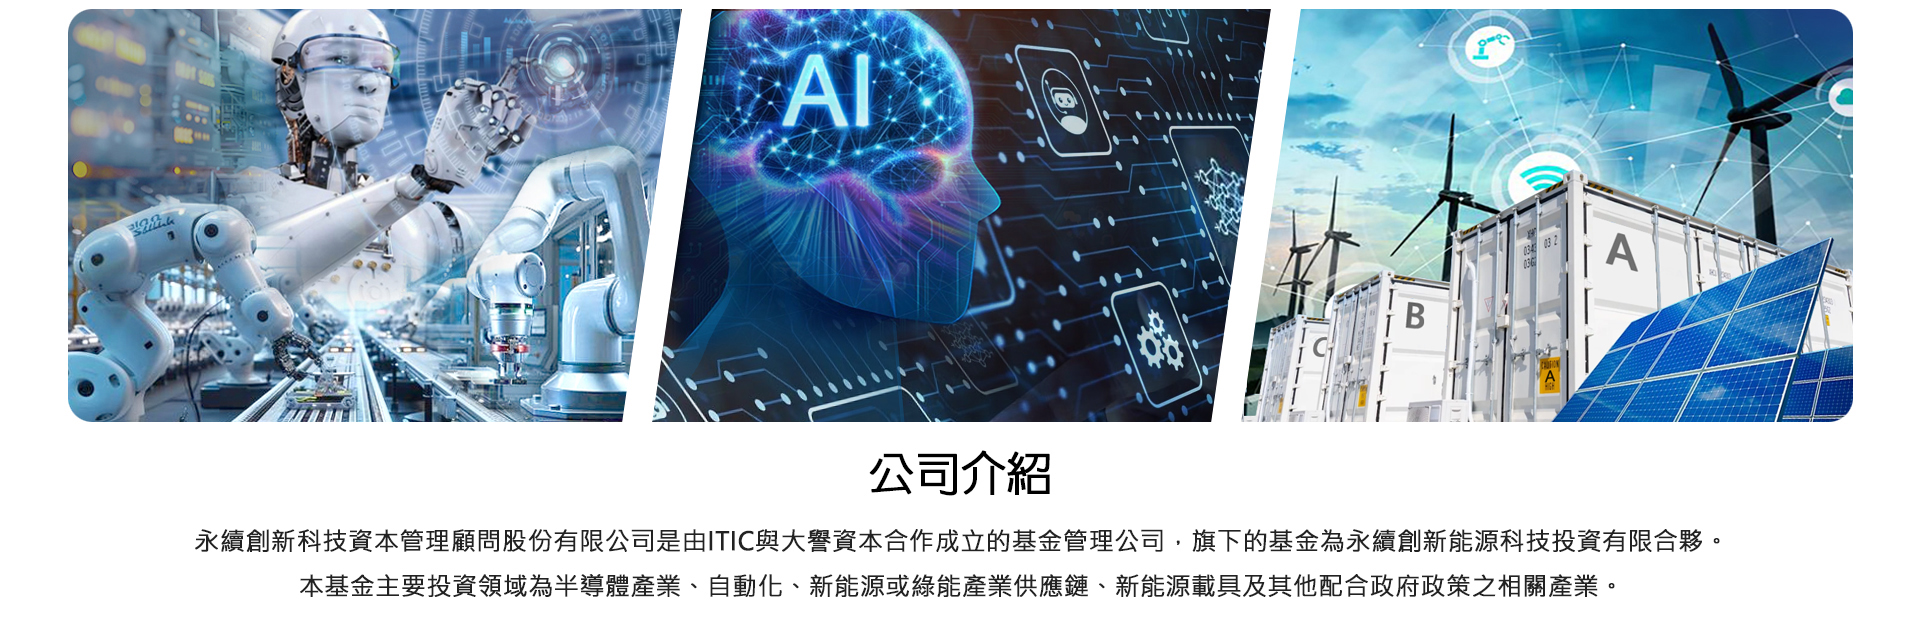 AI
A
B
C
CAUTION
A
HIGH
公司介紹
永續創新科技資本管理顧問股份有限公司是由ITIC與大譽資本合作成立的基金管理公司，旗下的基金為永續創新能源科技投資有限合夥。
本基金主要投資領域為半導體產業、自動化、新能源或綠能產業供應鏈、新能源載具及其他配合政府政策之相關產業。